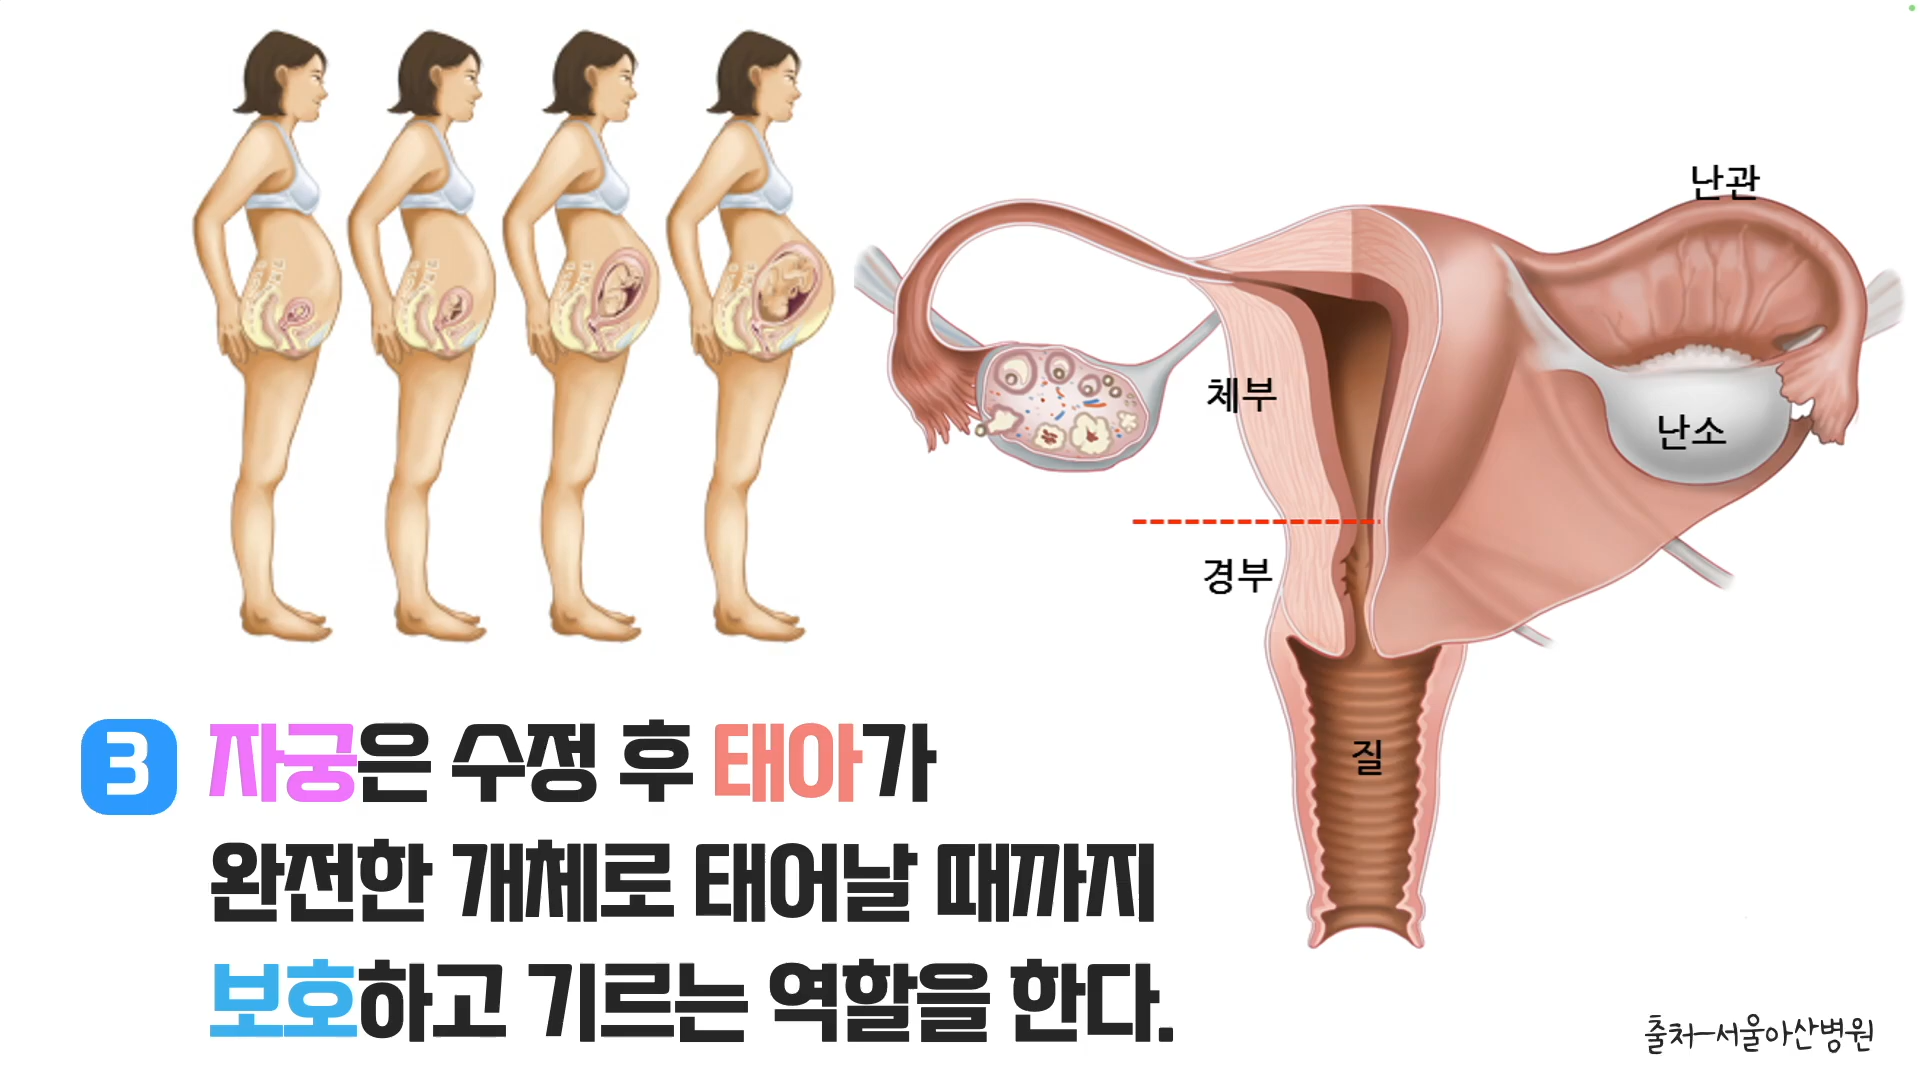 난관
체부
난소
경부
질
3 자궁은 수정 후 태아가
완전한 개체로 태어날 때까지
보호하고 기르는 역할을 한다.
출처-서울아산병원